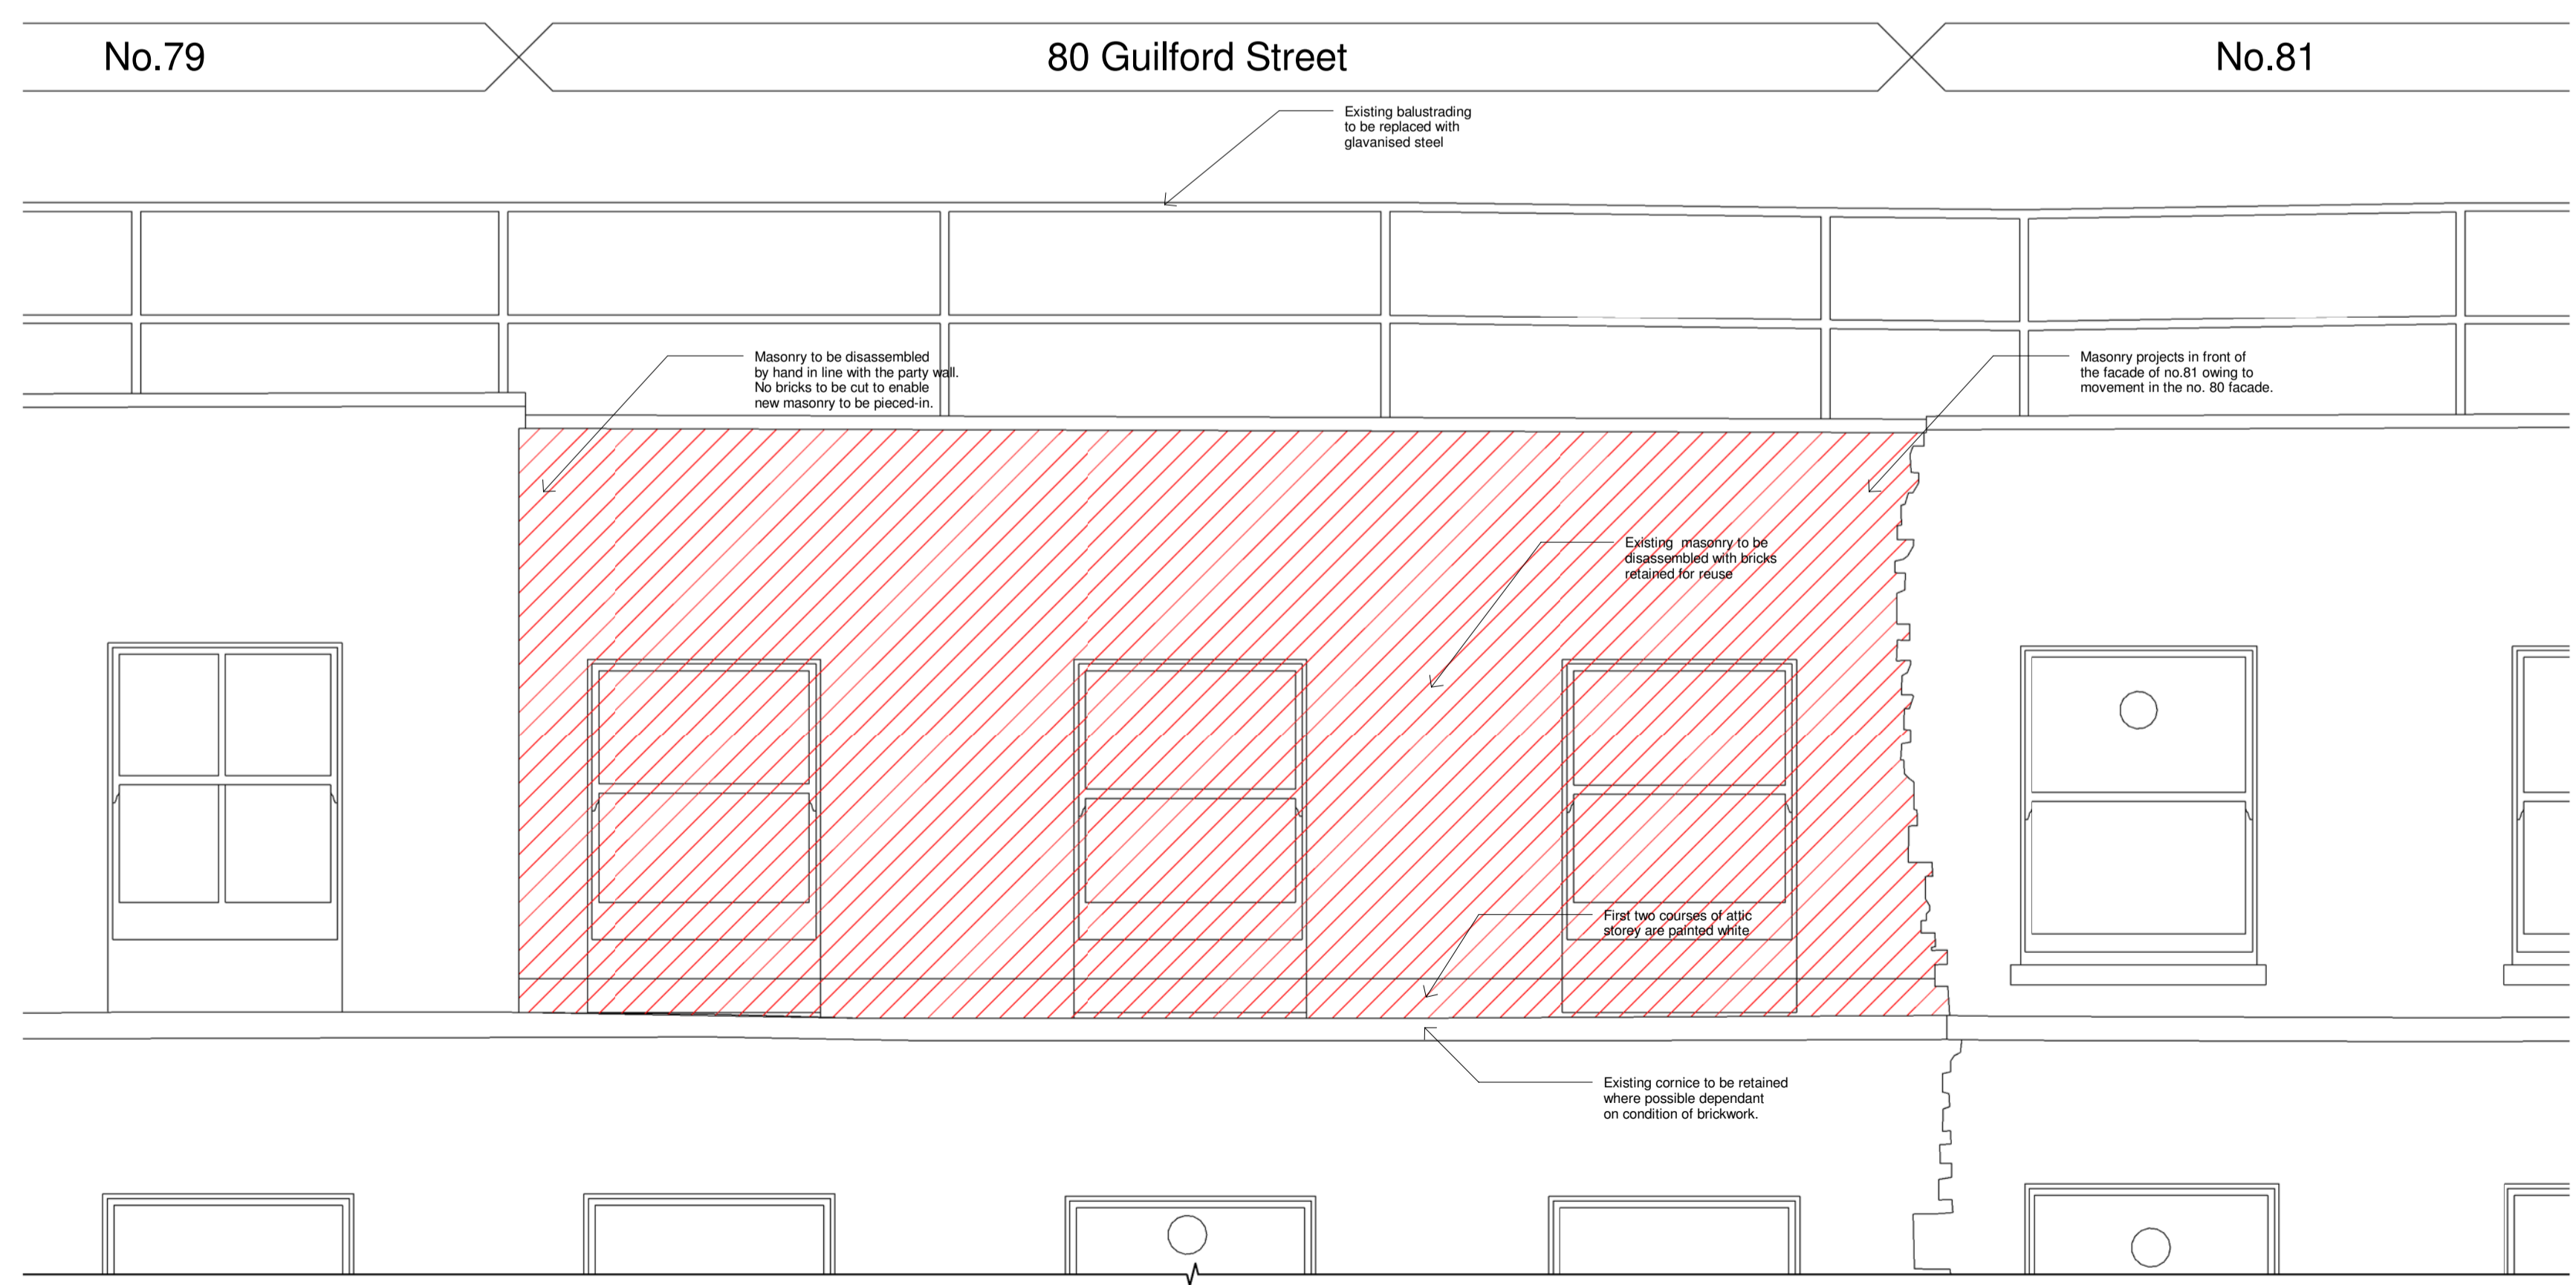 No.79
80 Guilford Street
No.81
Existing balustrading
to be replaced with
glavanised steel
Masonry to be disassembled
by hand in line with the party wall.
No bricks to be cut to enable
new masonry to be pieced-in.
Masonry projects in front of
the facade of no.81 owing to
movement in the no. 80 facade.
Existing masonry to be
disassembled with bricks
retained for reuse
First two courses of attic
storey are painted white
Existing cornice to be retained
where possible dependant
on condition of brickwork.